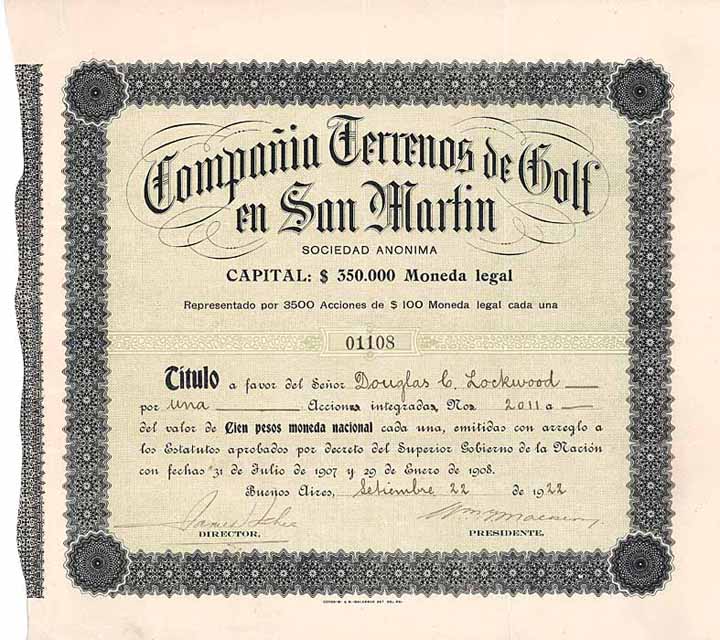 Compañia Terrenos de Golf
en San Martin
SOCIEDAD ANONIMA
CAPITAL: $ 350.000 Moneda legal
Representado por 3500 Acciones de $ 100 Moneda legal cada una
01108
Título a favor del Señor Douglas C. Lockwood
por una Acciones integradas, Nos. 2011 a —
del valor de Cien pesos moneda nacional cada una, emitidas con arreglo a
los Estatutos aprobados por decreto del Superior Gobierno de la Nación
con fechas 31 de Julio de 1907 y 29 de Enero de 1908.
Buenos Aires, Setiembre 22 de 1922
James
DIRECTOR.
PRESIDENTE.